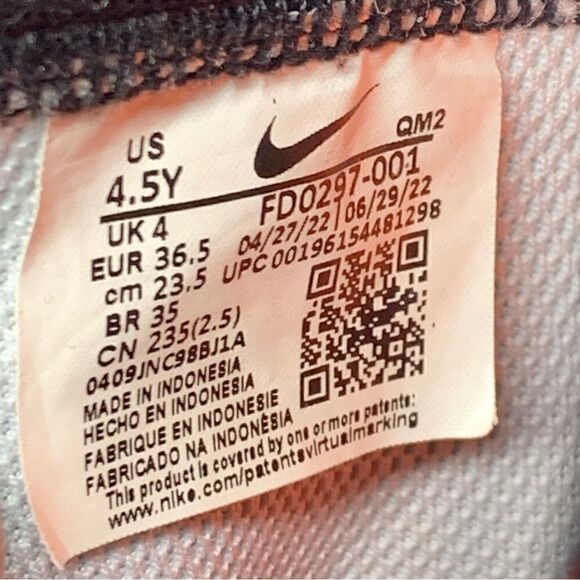 US
4.5Y
QM2
UK 4
FD0297-001
EUR 36.5
04/27/22 | 06/29/22
cm 23.5
UPC 00196154481298
BR 35
CN 235(2.5)
0409JNC98BJ1A
MADE IN INDONESIA
HECHO EN INDONESIA
FABRIQUE EN INDONESIE
FABRICADO NA INDONÈSIA
This product is covered by one or more patents:
www.nike.com/patentsvirtualmarking